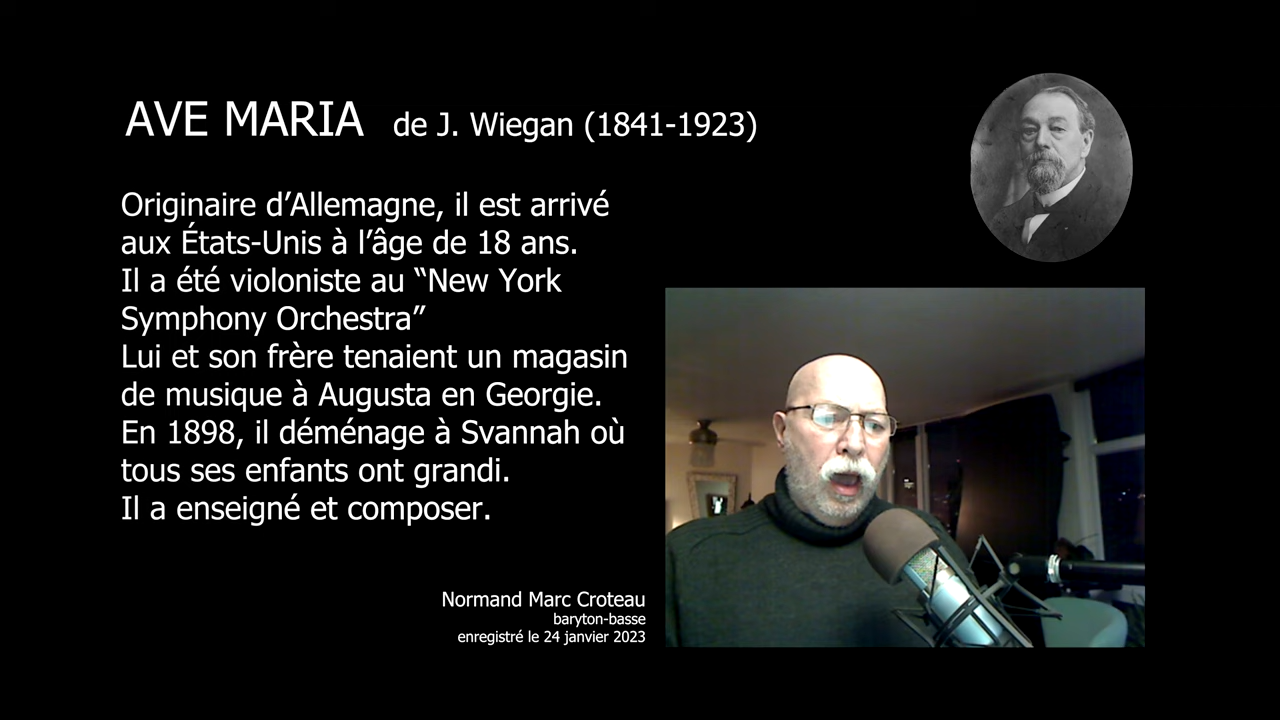 AVE MARIA de J. Wiegan (1841-1923)
Originaire d’Allemagne, il est arrivé
aux États-Unis à l’âge de 18 ans.
Il a été violoniste au “New York
Symphony Orchestra”
Lui et son frère tenaient un magasin
de musique à Augusta en Georgie.
En 1898, il déménage à Svannah où
tous ses enfants ont grandi.
Il a enseigné et composer.
Normand Marc Croteau
baryton-basse
enregistré le 24 janvier 2023